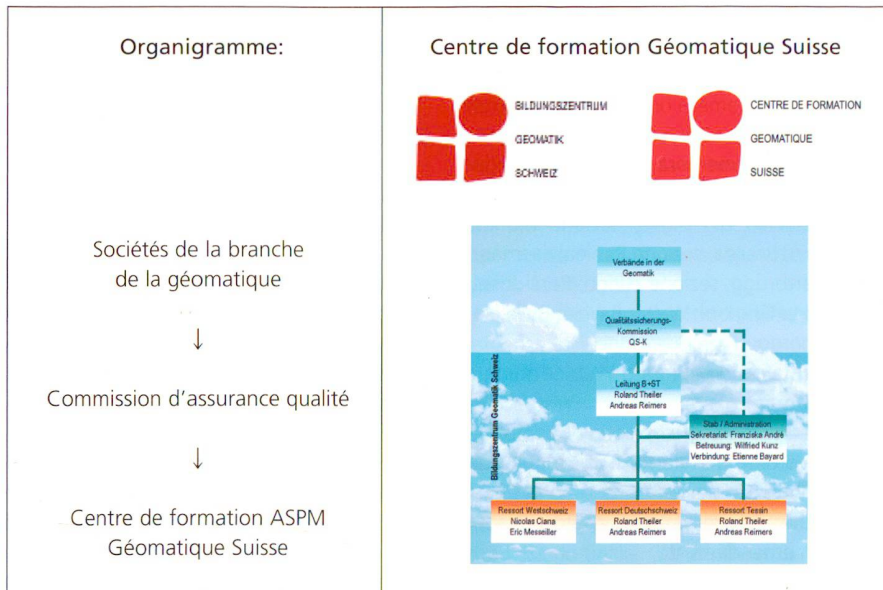 Organigramme:
Sociétés de la branche
de la géomatique
↓
Commission d'assurance qualité
↓
Centre de formation ASPM
Géomatique Suisse
Centre de formation Géomatique Suisse
BILDUNGSZENTRUM
GEOMATIK
SCHWEIZ
CENTRE DE FORMATION
GEOMATIQUE
SUISSE
Verbände in der
Geomatik
Qualitätssicherungs-
Kommission
QS-K
Bildungszentrum Geomatik Schweiz
Leitung B+ST
Roland Theiler
Andreas Reimers
Stab / Administration
Sekretariat: Franziska André
Betreuung: Wilfried Kunz
Verbindung: Etienne Bayard
Ressort Westschweiz
Nicolas Ciana
Eric Messeiller
Ressort Deutschschweiz
Roland Theiler
Andreas Reimers
Ressort Tessin
Roland Theiler
Andreas Reimers